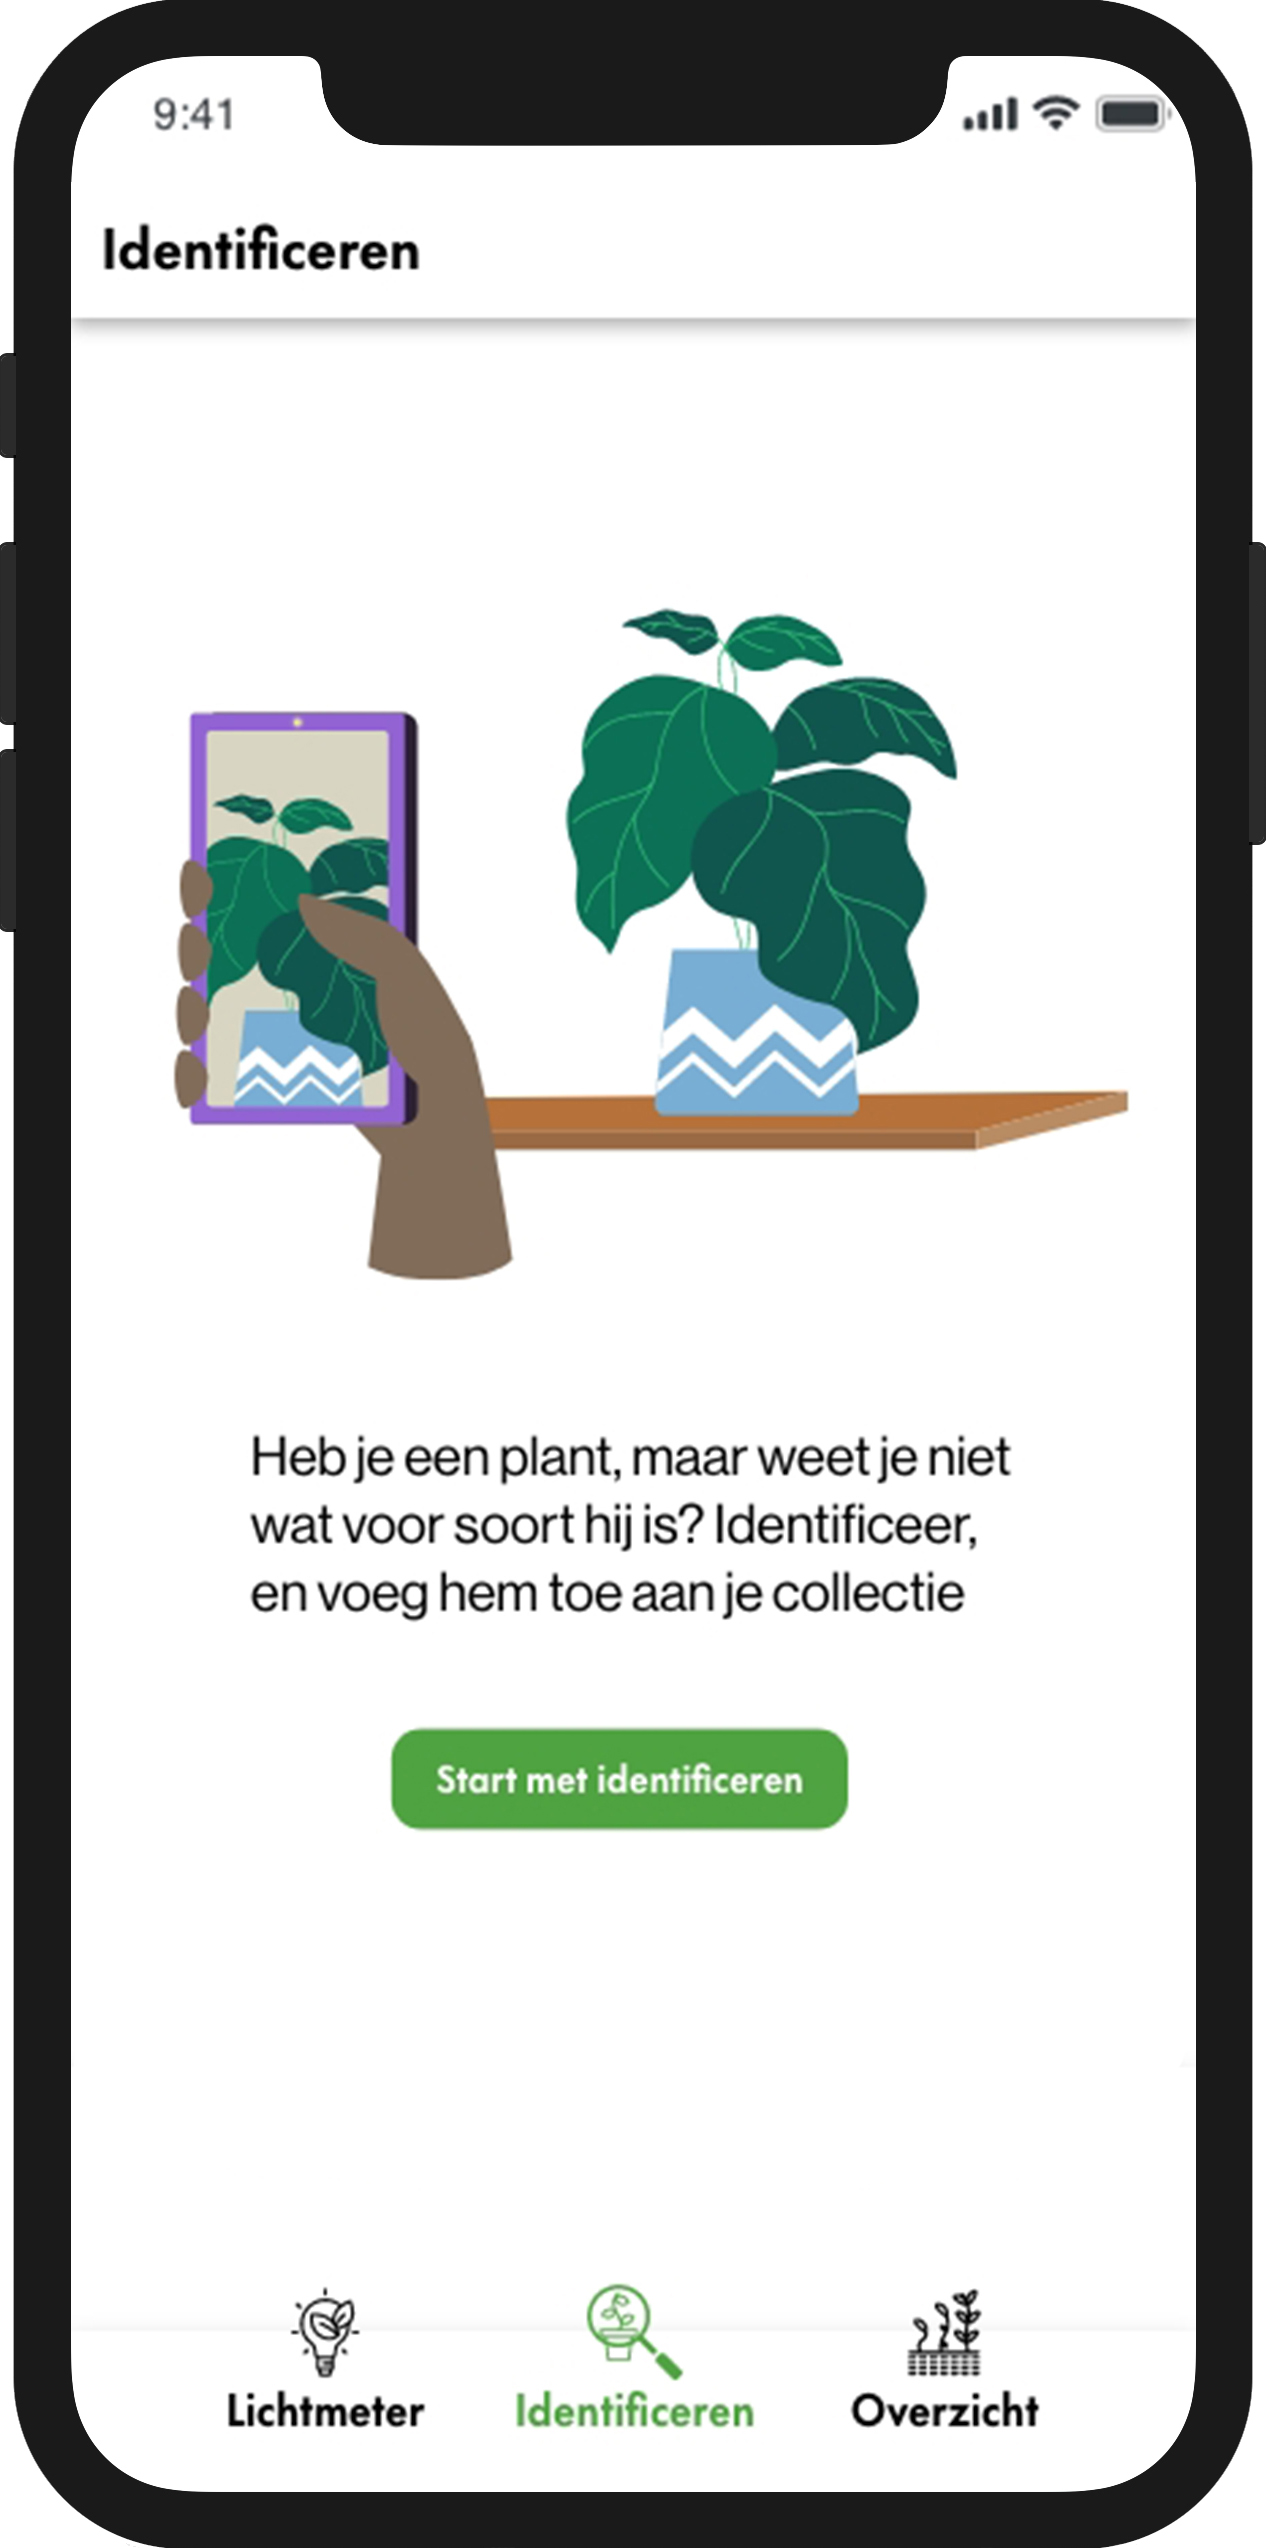 9:41
Identificeren
Heb je een plant, maar weet je niet
wat voor soort hij is? Identificeer,
en voeg hem toe aan je collectie
Start met identificeren
Lichtmeter
Identificeren
Overzicht